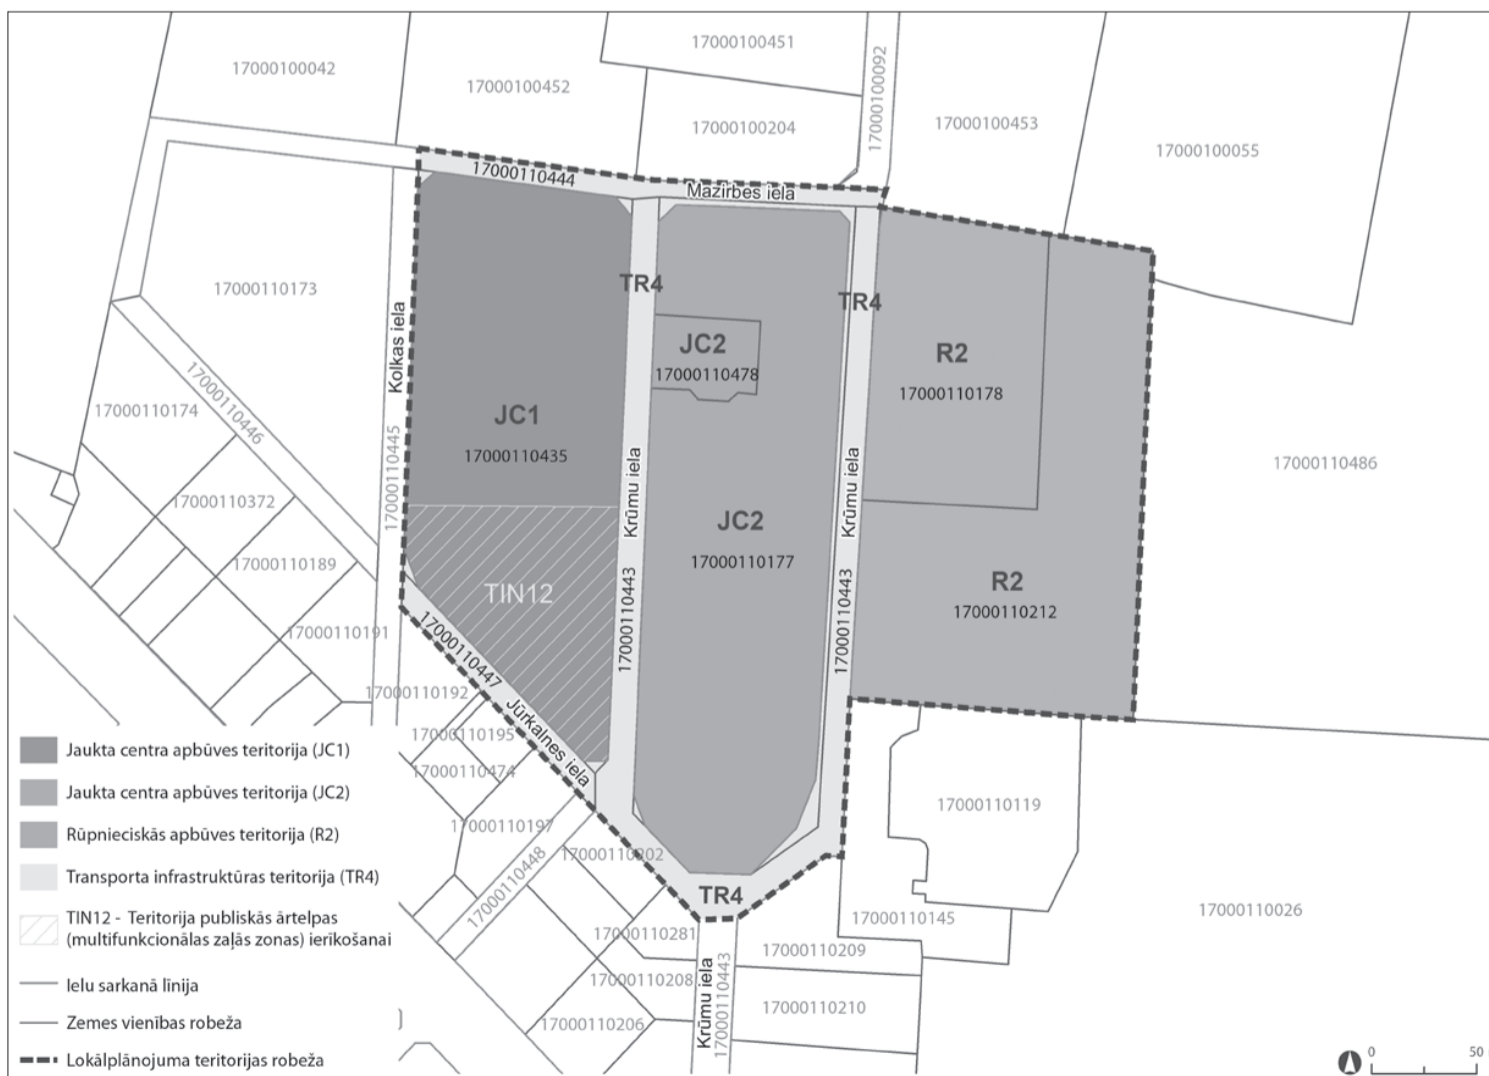 17000100451
17000100042
17000100452
17000100092
17000100204
17000100453
17000100055
17000110444
Mazirbes iela
17000110173
TR4
TR4
Kolkas iela
JC2
17000110478
R2
17000110178
17000110446
17000110174
JC1
17000110435
17000110445
Krūmu iela
Krūmu iela
17000110486
17000110372
JC2
17000110177
17000110189
TIN12
R2
17000110212
17000110443
17000110443
17000110191
17000110447
17000110192
Jūrkalnes iela
17000110195
17000110474
17000110197
17000110448
17000110202
17000110119
TR4
17000110145
17000110026
17000110281
17000110209
17000110208
17000110443
Krūmu iela
17000110210
17000110206
Jaukta centra apbūves teritorija (JC1)
Jaukta centra apbūves teritorija (JC2)
Rūpnieciskās apbūves teritorija (R2)
Transporta infrastruktūras teritorija (TR4)
TIN12 - Teritorija publiskās ārtelpas
(multifunkcionālas zaļās zonas) ierīkošanai
Ielu sarkanā līnija
Zemes vienības robeža
Lokālplānojuma teritorijas robeža
0 50